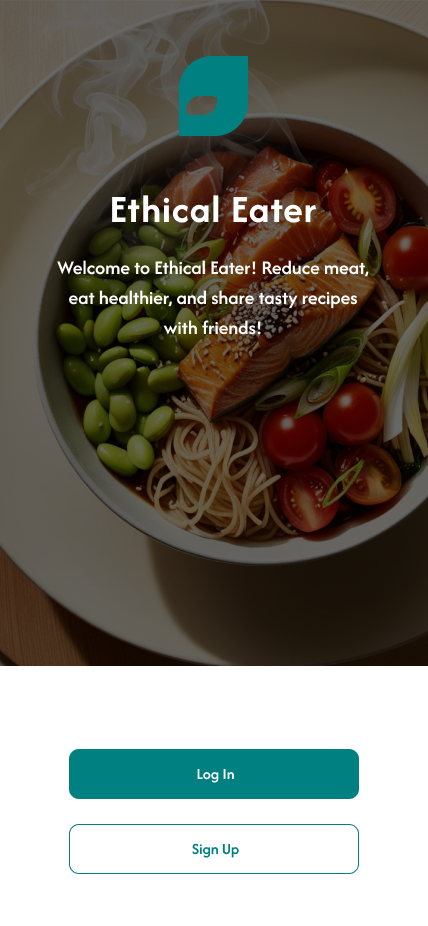 Ethical Eater
Welcome to Ethical Eater! Reduce meat,
eat healthier, and share tasty recipes
with friends!
Log In
Sign Up